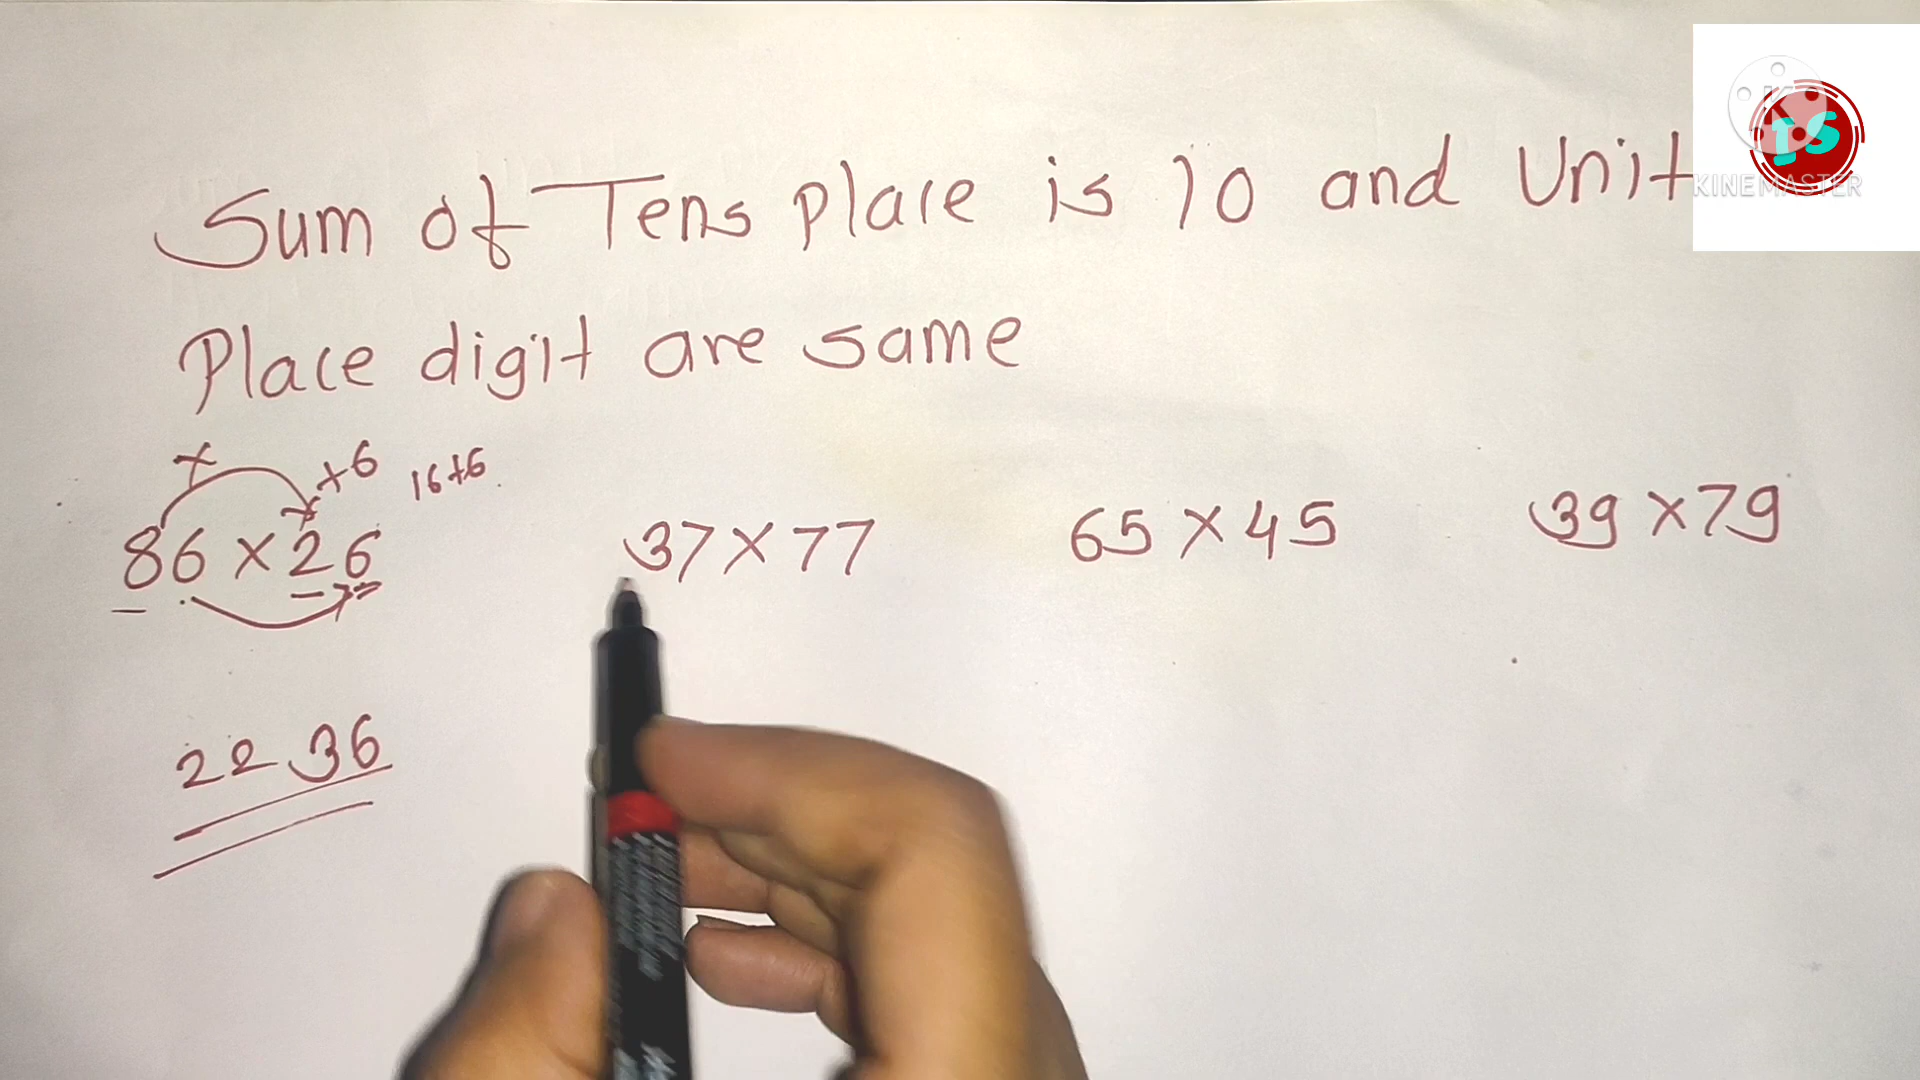 Sum of Tens place is 10 and Unit
Place digit are same
× ×6 16+6
86 × 26
37 × 77
65 × 45
39 × 79
2236
IS
KINEMASTER